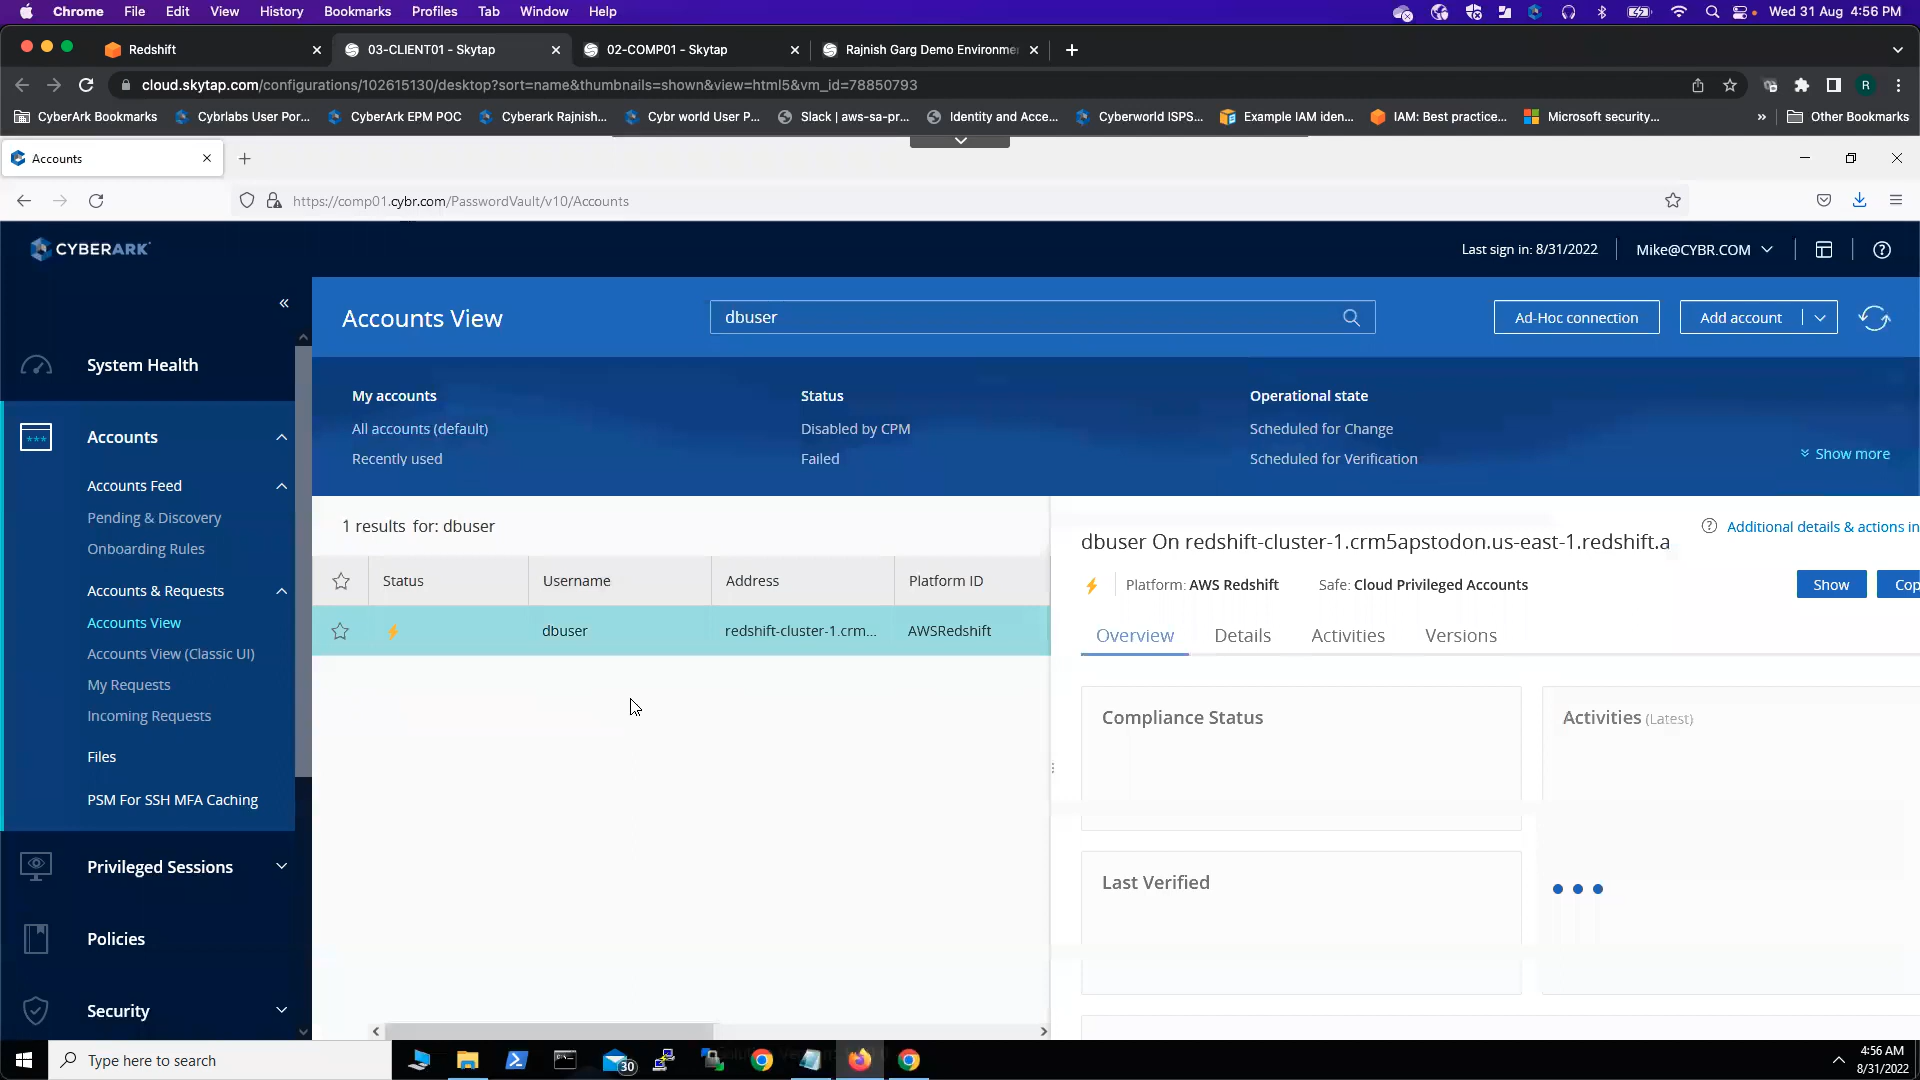 Chrome File Edit View History Bookmarks Profiles Tab Window Help Wed 31 Aug 4:56 PM
Redshift 03-CLIENT01 - Skytap 02-COMP01 - Skytap Rajnish Garg Demo Environme
cloud.skytap.com/configurations/102615130/desktop?sort=name&thumbnails=shown&view=html5&vm_id=78850793 R
CyberArk Bookmarks Cybrlabs User Por... CyberArk EPM POC Cyberark Rajnish... Cybr world User P... Slack | aws-sa-pr... Identity and Acce... Cyberworld ISPS... Example IAM iden... IAM: Best practice... Microsoft security... » Other Bookmarks
Accounts
https://comp01.cybr.com/PasswordVault/v10/Accounts
CYBERARK Last sign in: 8/31/2022 Mike@CYBR.COM
Accounts View dbuser Ad-Hoc connection Add account
System Health
My accounts Status Operational state
All accounts (default) Disabled by CPM Scheduled for Change
Recently used Failed Scheduled for Verification Show more
Accounts
Accounts Feed
Pending & Discovery
Onboarding Rules
Accounts & Requests
Accounts View
Accounts View (Classic UI)
My Requests
Incoming Requests
Files
PSM For SSH MFA Caching
Privileged Sessions
Policies
Security
1 results for: dbuser
Status Username Address Platform ID
dbuser redshift-cluster-1.crm... AWSRedshift
Additional details & actions in
dbuser On redshift-cluster-1.crm5apstodon.us-east-1.redshift.a
Platform: AWS Redshift Safe: Cloud Privileged Accounts Show Cop
Overview Details Activities Versions
Compliance Status Activities (Latest)
Last Verified
Type here to search 30 4:56 AM
8/31/2022